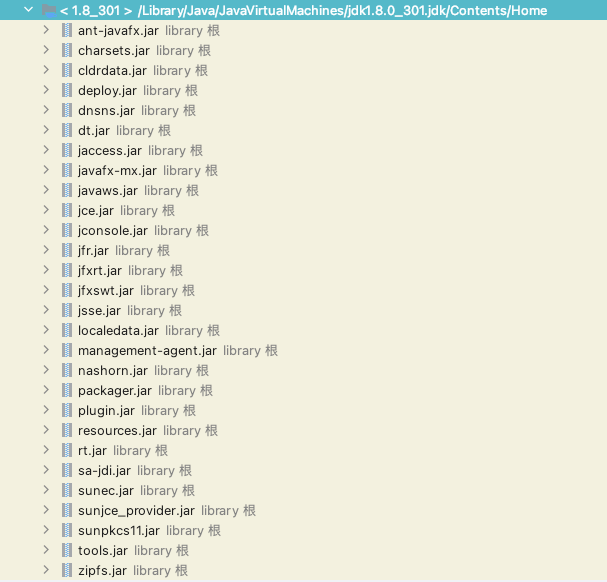 < 1.8_301 > /Library/Java/JavaVirtualMachines/jdk1.8.0_301.jdk/Contents/Home
ant-javafx.jar library 根
charsets.jar library 根
cldrdata.jar library 根
deploy.jar library 根
dnsns.jar library 根
dt.jar library 根
jaccess.jar library 根
javafx-mx.jar library 根
javaws.jar library 根
jce.jar library 根
jconsole.jar library 根
jfr.jar library 根
jfxrt.jar library 根
jfxswt.jar library 根
jsse.jar library 根
localedata.jar library 根
management-agent.jar library 根
nashorn.jar library 根
packager.jar library 根
plugin.jar library 根
resources.jar library 根
rt.jar library 根
sa-jdi.jar library 根
sunec.jar library 根
sunjce_provider.jar library 根
sunpkcs11.jar library 根
tools.jar library 根
zipfs.jar library 根